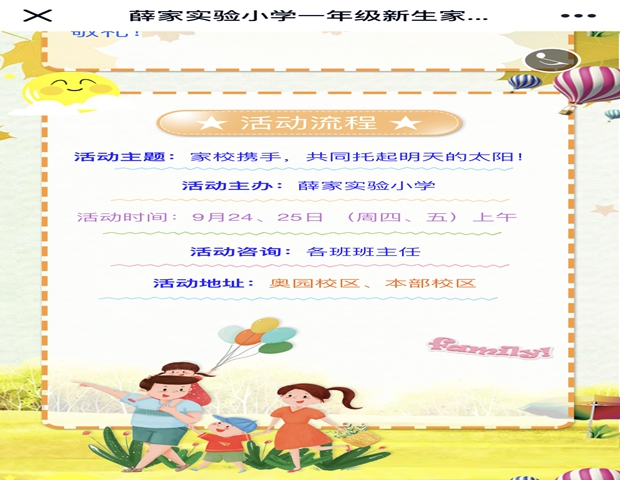 薛家实验小学一年级新生家...
敬礼!
活动流程
活动主题：家校携手，共同托起明天的太阳!
活动主办：薛家实验小学
活动时间：9月24、25日 （周四、五）上午
活动咨询：各班班主任
活动地址：奥园校区、本部校区
family!